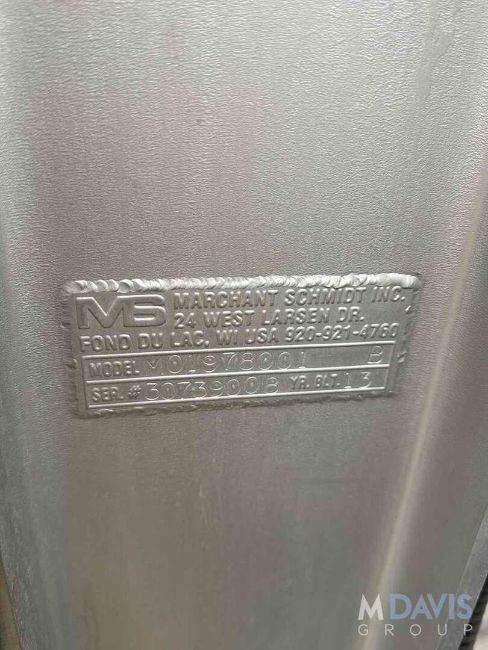 MS MARCHANT SCHMIDT INC.
24 WEST LARSEN DR.
FOND DU LAC, WI USA 920-921-4760
MODEL M01978001 B
SER. # 30739008 YR. BLT. 13
MDAVIS
GROUP